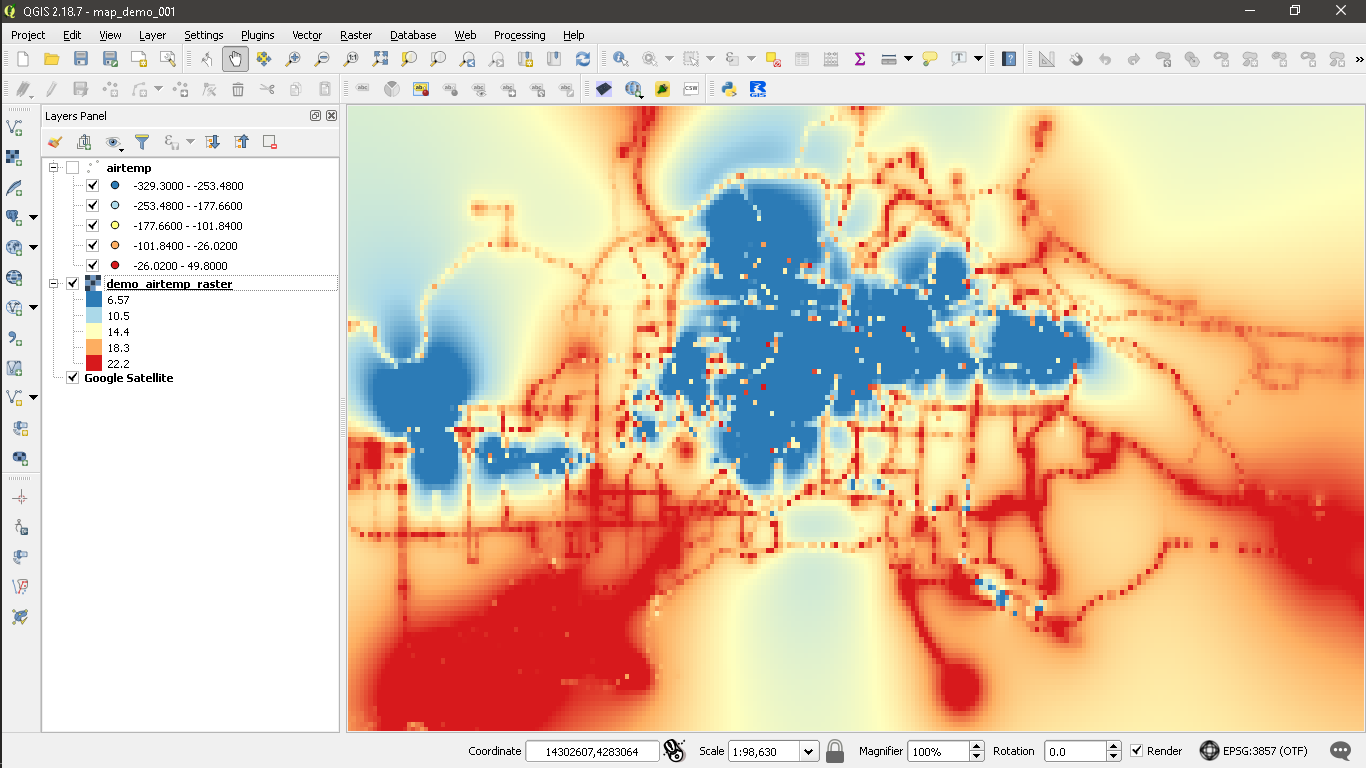 QGIS 2.18.7 - map_demo_001
Project Edit View Layer Settings Plugins Vector Raster Database Web Processing Help
Layers Panel
airtemp
-329.3000 - -253.4800
-253.4800 - -177.6600
-177.6600 - -101.8400
-101.8400 - -26.0200
-26.0200 - 49.8000
demo_airtemp_raster
6.57
10.5
14.4
18.3
22.2
Google Satellite
Coordinate 14302607,4283064 Scale 1:98,630 Magnifier 100% Rotation 0.0 Render EPSG:3857 (OTF)